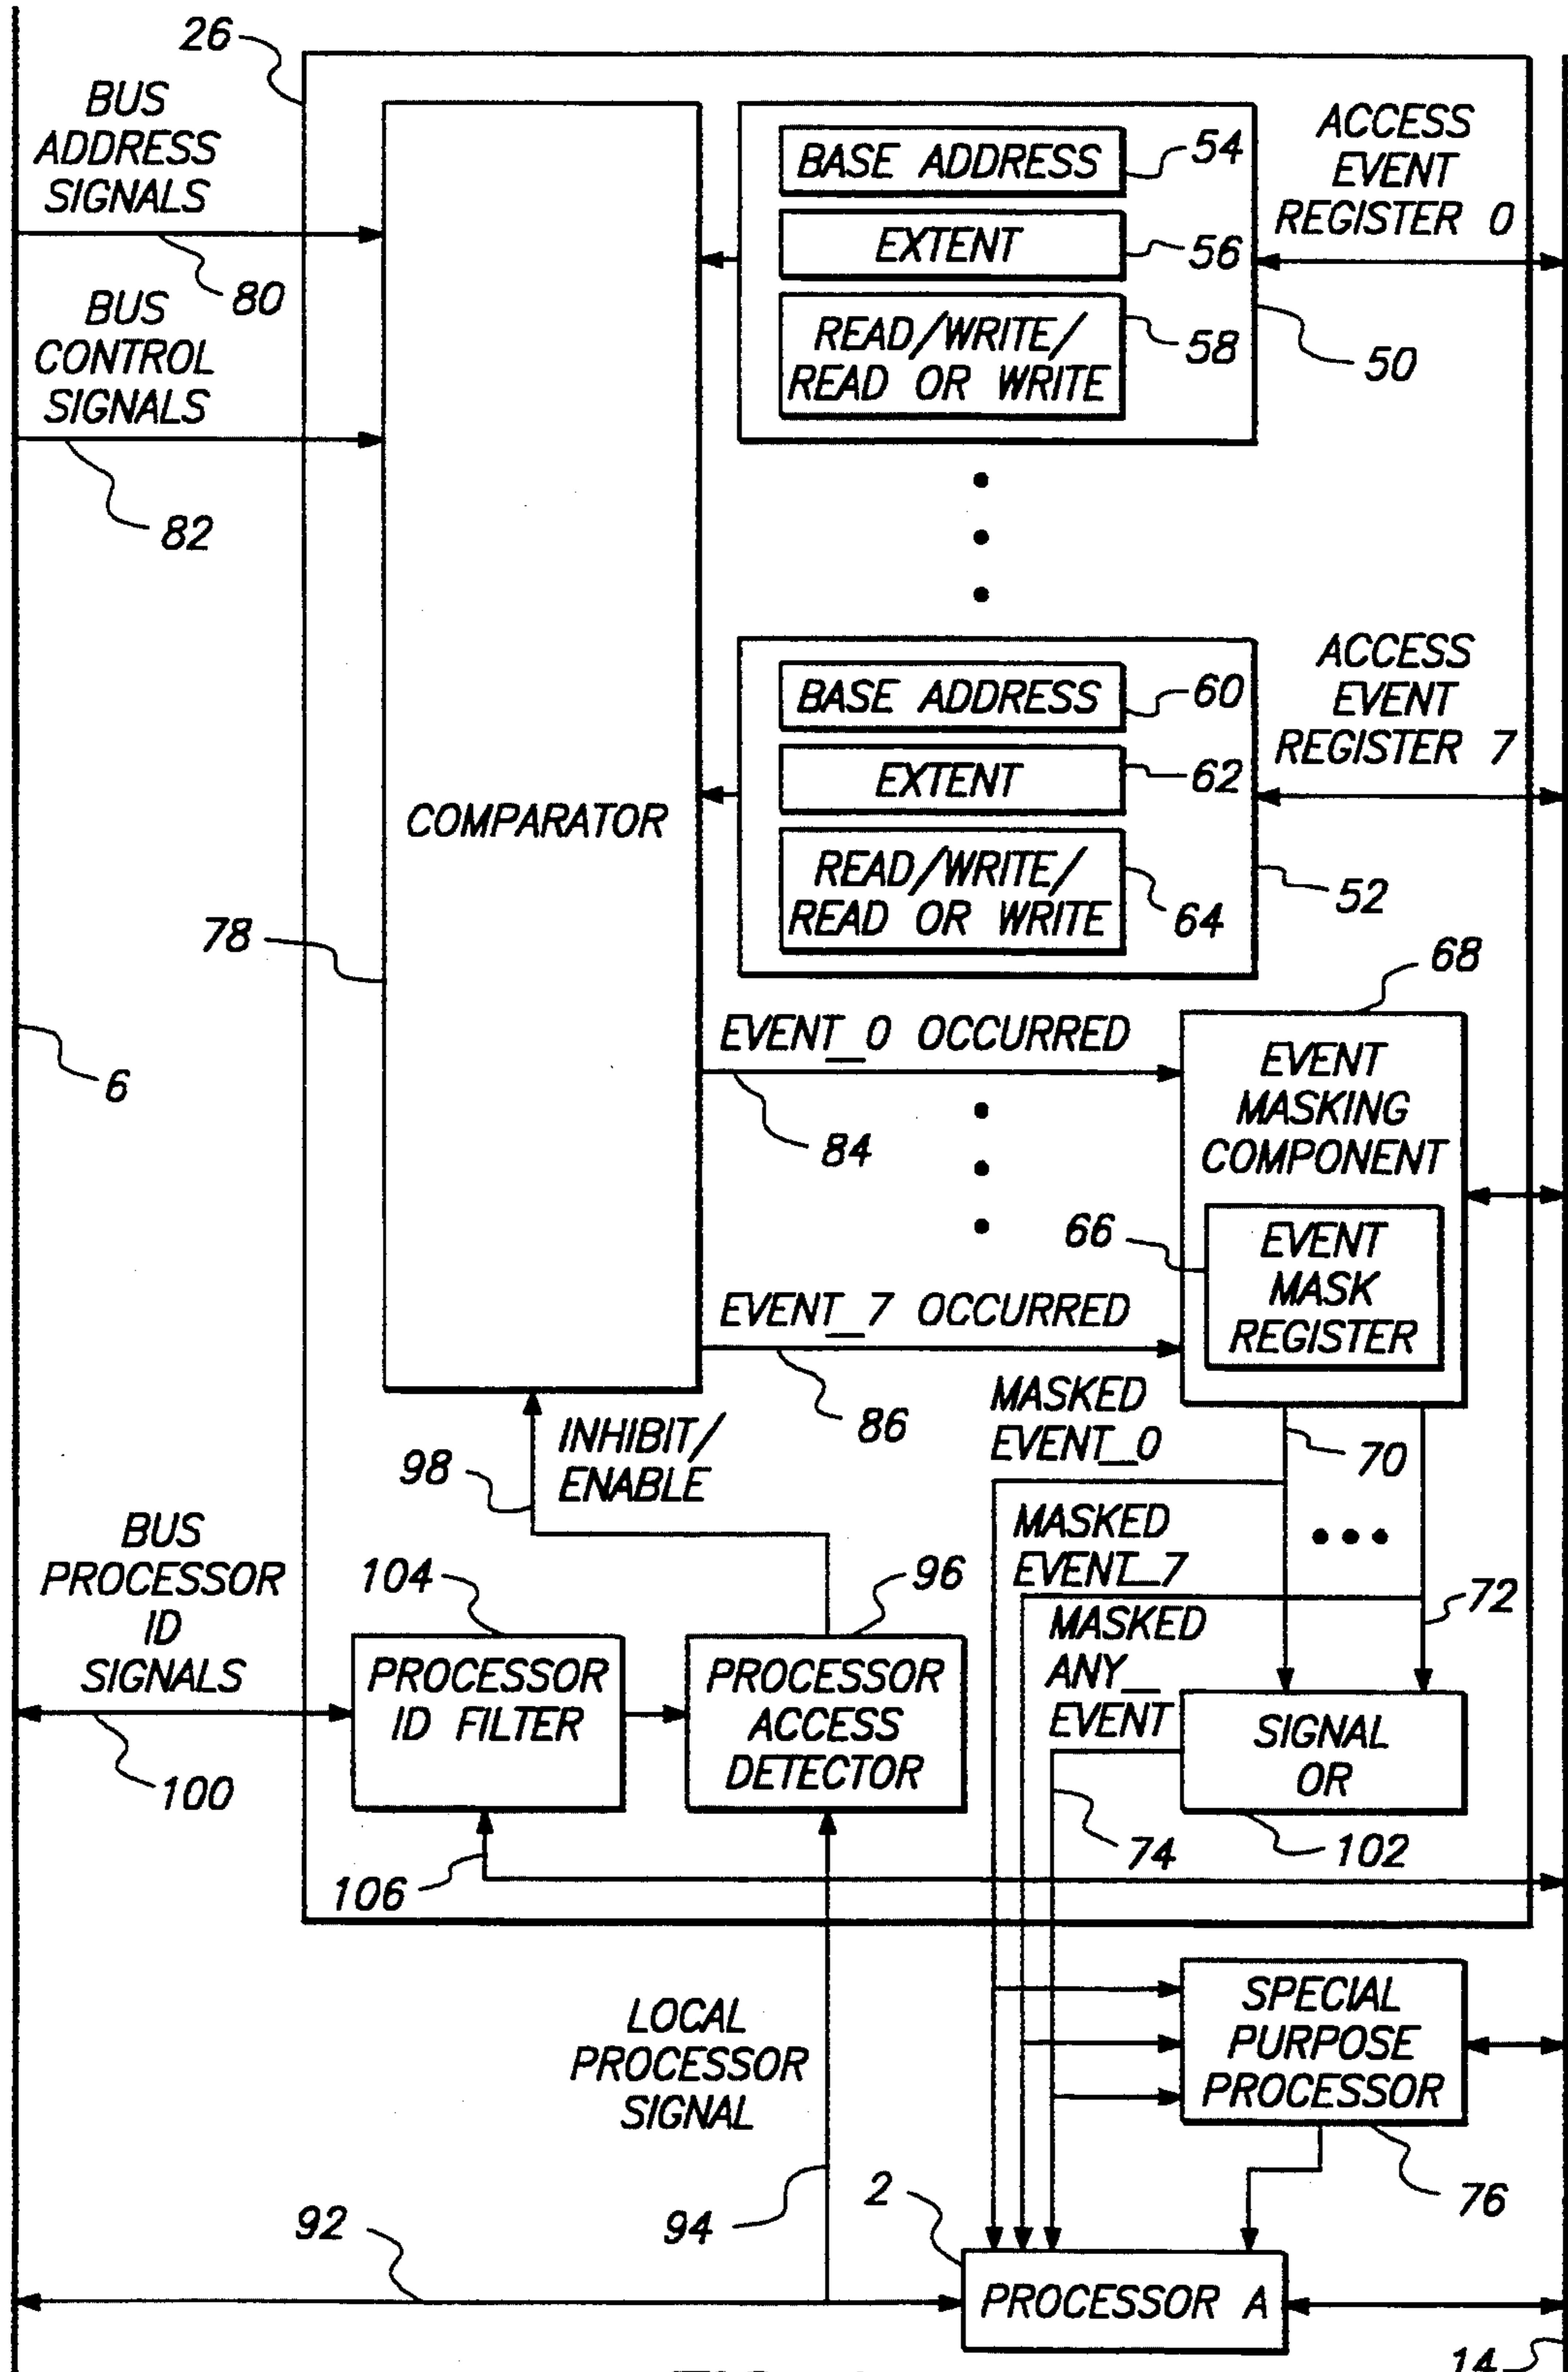 26
BUS
ADDRESS
SIGNALS
80
BUS
CONTROL
SIGNALS
82
BASE ADDRESS
54
EXTENT
56
READ/WRITE/
READ OR WRITE
58
ACCESS
EVENT
REGISTER 0
50
BASE ADDRESS
60
EXTENT
62
READ/WRITE/
READ OR WRITE
64
ACCESS
EVENT
REGISTER 7
52
COMPARATOR
78
6
68
EVENT_0 OCCURRED
84
EVENT
MASKING
COMPONENT
66
EVENT
MASK
REGISTER
EVENT_7 OCCURRED
86
MASKED
EVENT_0
70
INHIBIT/
ENABLE
98
MASKED
EVENT_7
72
BUS
PROCESSOR
ID
SIGNALS
100
104
PROCESSOR
ID FILTER
96
PROCESSOR
ACCESS
DETECTOR
MASKED
ANY_
EVENT
74
SIGNAL
OR
102
106
LOCAL
PROCESSOR
SIGNAL
94
SPECIAL
PURPOSE
PROCESSOR
76
92
2
PROCESSOR A
14